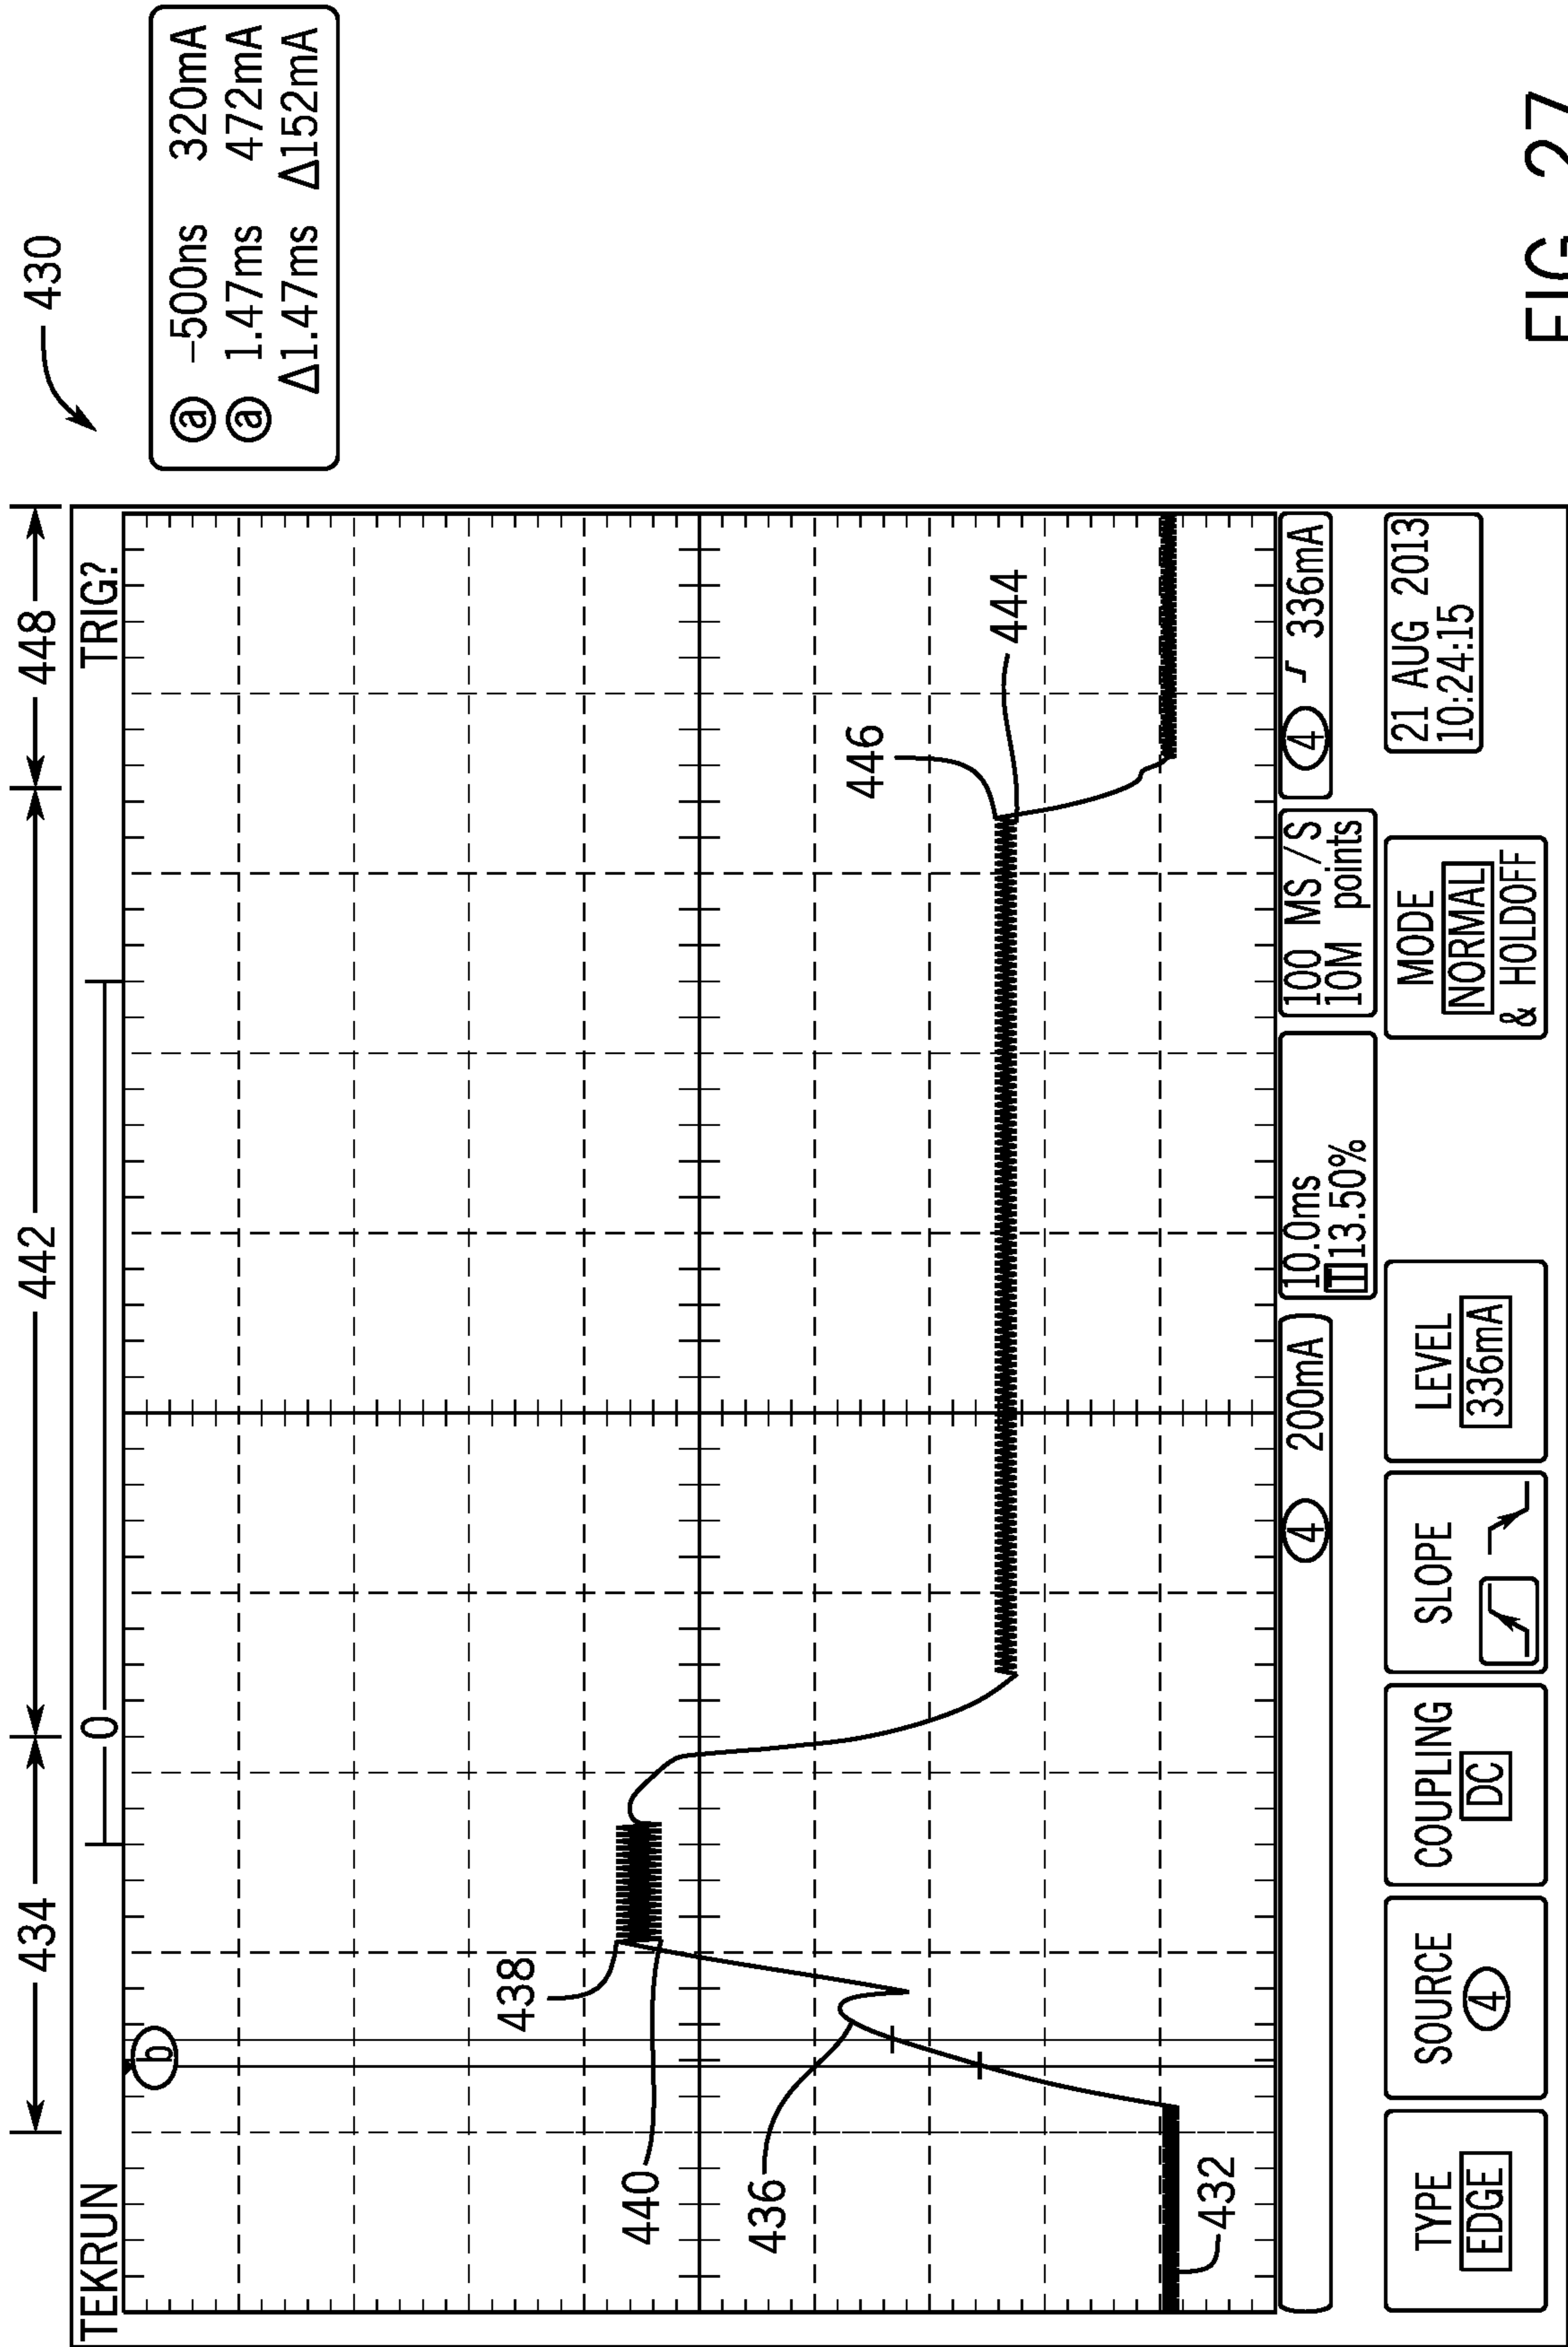 434
442
448
430
TEKRUN
0
TRIG?
ⓐ -500ns 320mA
ⓐ 1.47ms 472mA
Δ1.47ms Δ152mA
b
438
440
436
432
446
444
④ 200mA
10.0ms
T 13.50%
100 MS/S
10M points
④ 336mA
TYPE
EDGE
SOURCE
④
COUPLING
DC
SLOPE
LEVEL
336mA
MODE
NORMAL
& HOLDOFF
21 AUG 2013
10:24:15
FIG 27